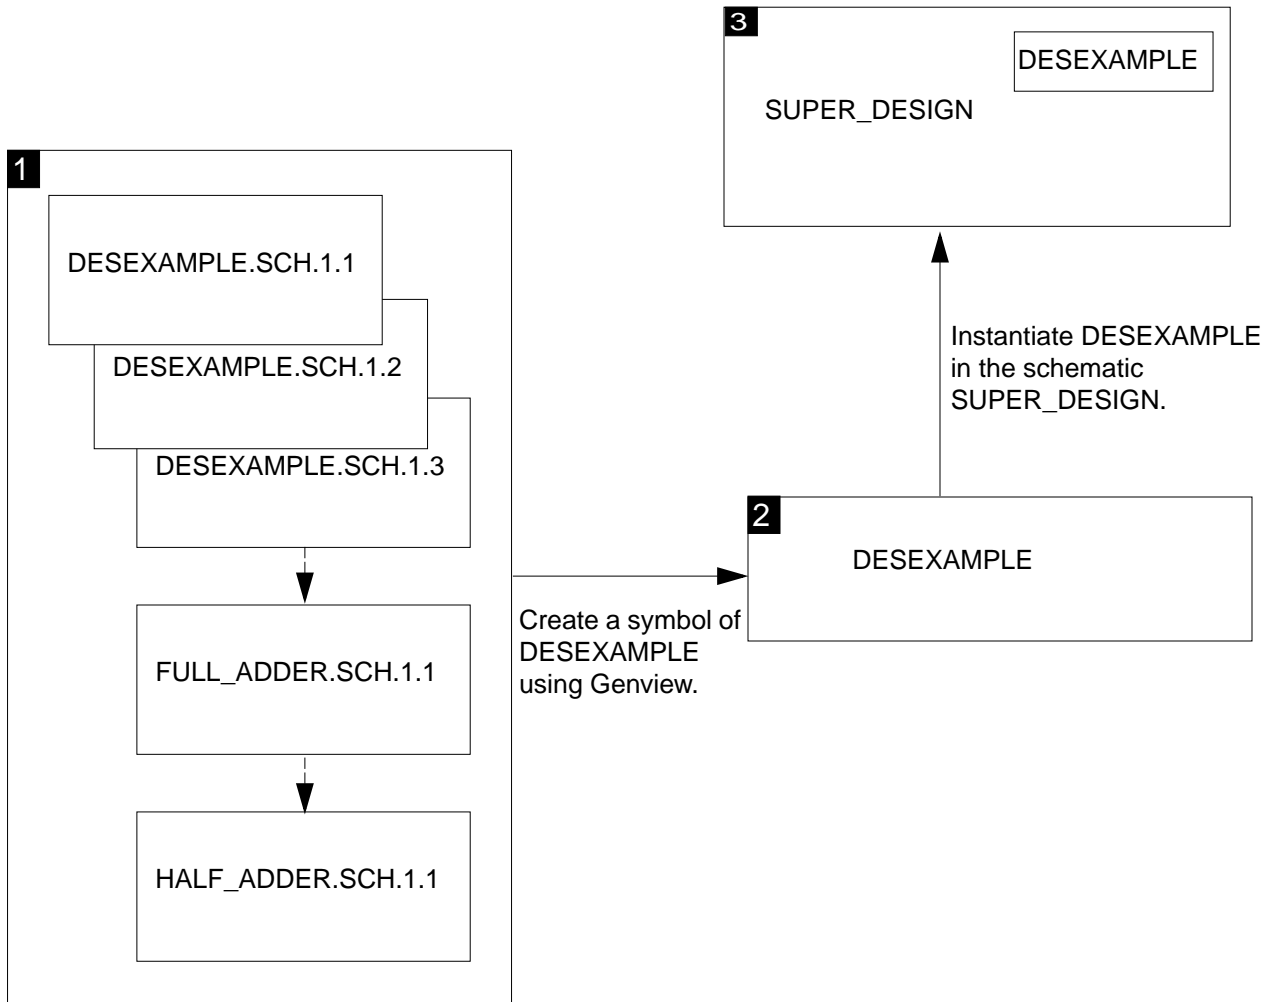 1
DESEXAMPLE.SCH.1.1
DESEXAMPLE.SCH.1.2
DESEXAMPLE.SCH.1.3
FULL_ADDER.SCH.1.1
HALF_ADDER.SCH.1.1
Create a symbol of
DESEXAMPLE
using Genview.
2
DESEXAMPLE
Instantiate DESEXAMPLE
in the schematic
SUPER_DESIGN.
3
DESEXAMPLE
SUPER_DESIGN